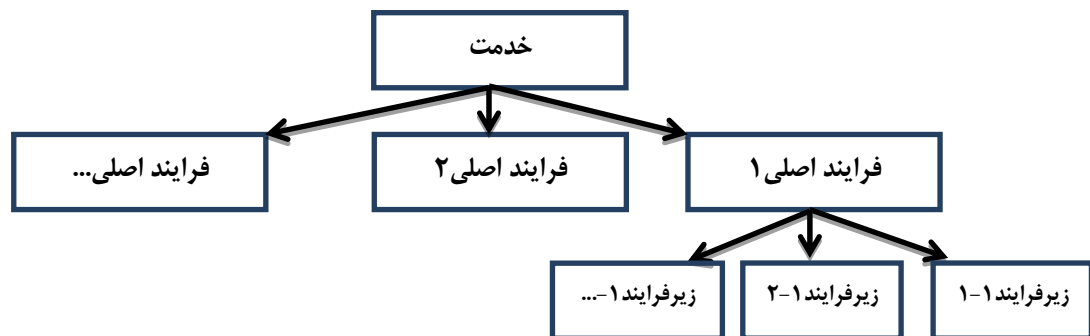 خدمت
فرایند اصلی۱
فرایند اصلی۲
فرایند اصلی...
زیرفرایند۱-۱
زیرفرایند۱-۲
زیرفرایند۱-...